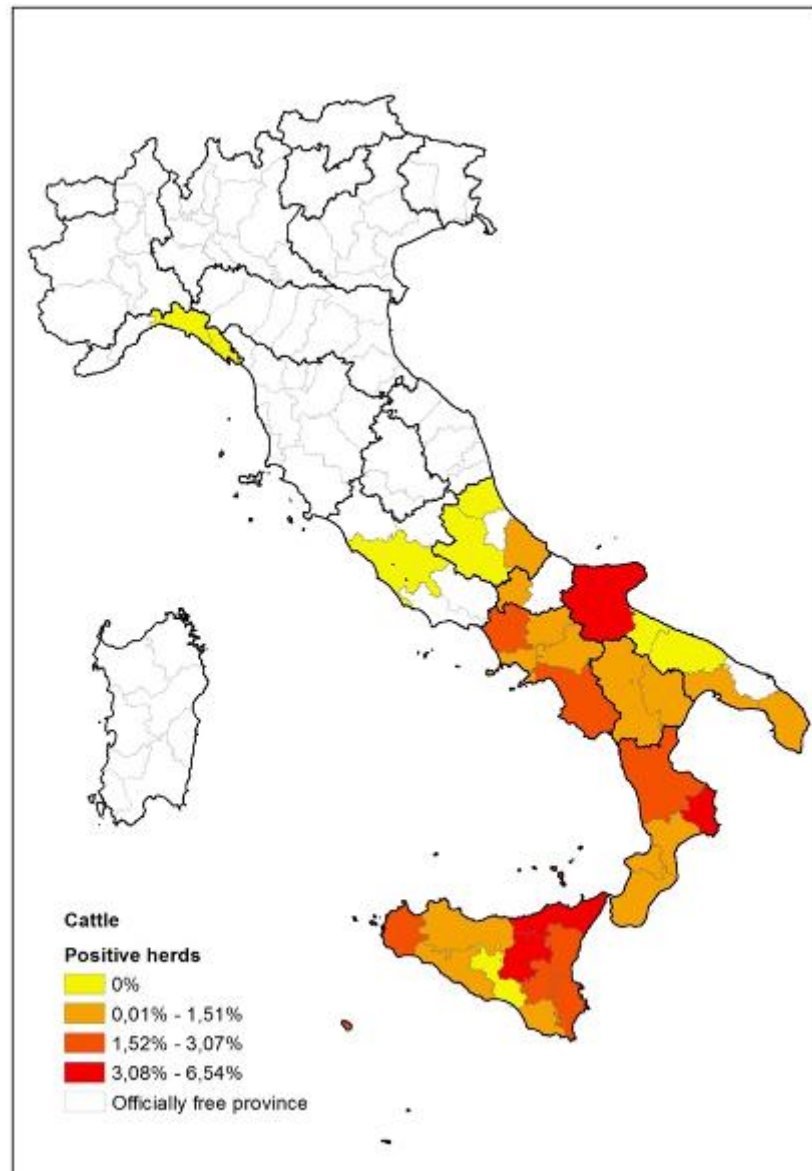 Cattle
Positive herds
0%
0,01% - 1,51%
1,52% - 3,07%
3,08% - 6,54%
Officially free province